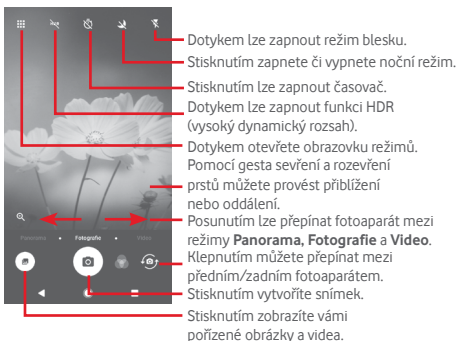 Dotykem lze zapnout režim blesku.
Stisknutím zapnete či vypnete noční režim.
Stisknutím lze zapnout časovač.
Dotykem lze zapnout funkci HDR
(vysoký dynamický rozsah).
Dotykem otevřete obrazovku režimů.
Pomocí gesta sevření a rozevření
prstů můžete provést přiblížení
nebo oddálení.
Posunutím lze přepínat fotoaparát mezi
režimy Panorama, Fotografie a Video.
Panorama Fotografie Video
Klepnutím můžete přepínat mezi
předním/zadním fotoaparátem.
Stisknutím vytvoříte snímek.
Stisknutím zobrazíte vámi
pořízené obrázky a videa.